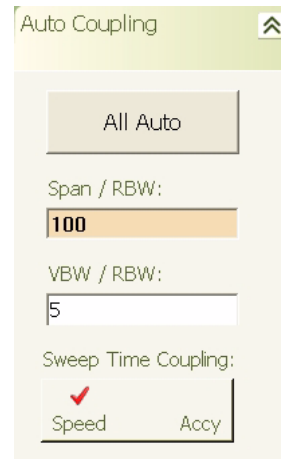 Auto Coupling
All Auto
Span / RBW:
100
VBW / RBW:
5
Sweep Time Coupling:
Speed Accy